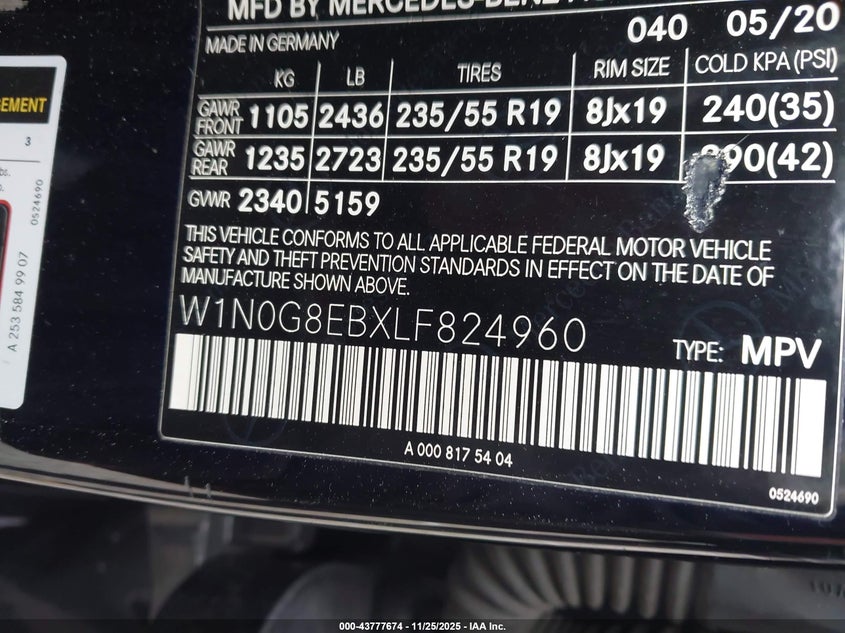 MFD BY MERCEDES-BENZ
040 05/20
MADE IN GERMANY
KG LB TIRES RIM SIZE COLD KPA (PSI)
GAWR FRONT 1105 2436 235/55 R19 8Jx19 240(35)
GAWR REAR 1235 2723 235/55 R19 8Jx19 290(42)
GVWR 2340 5159
THIS VEHICLE CONFORMS TO ALL APPLICABLE FEDERAL MOTOR VEHICLE
SAFETY AND THEFT PREVENTION STANDARDS IN EFFECT ON THE DATE OF
MANUFACTURE SHOWN ABOVE.
W1N0G8EBXLF824960
TYPE: MPV
A 000 817 54 04
0524690
GEMENT
3
0524690
A 253 584 99 07
000-43777674 - 11/25/2025 - IAA Inc.